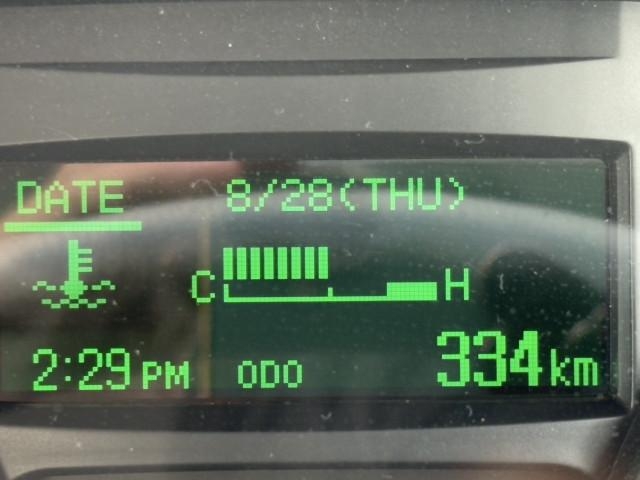 DATE 8/28(THU)
C H
2:29 PM ODO 334 km